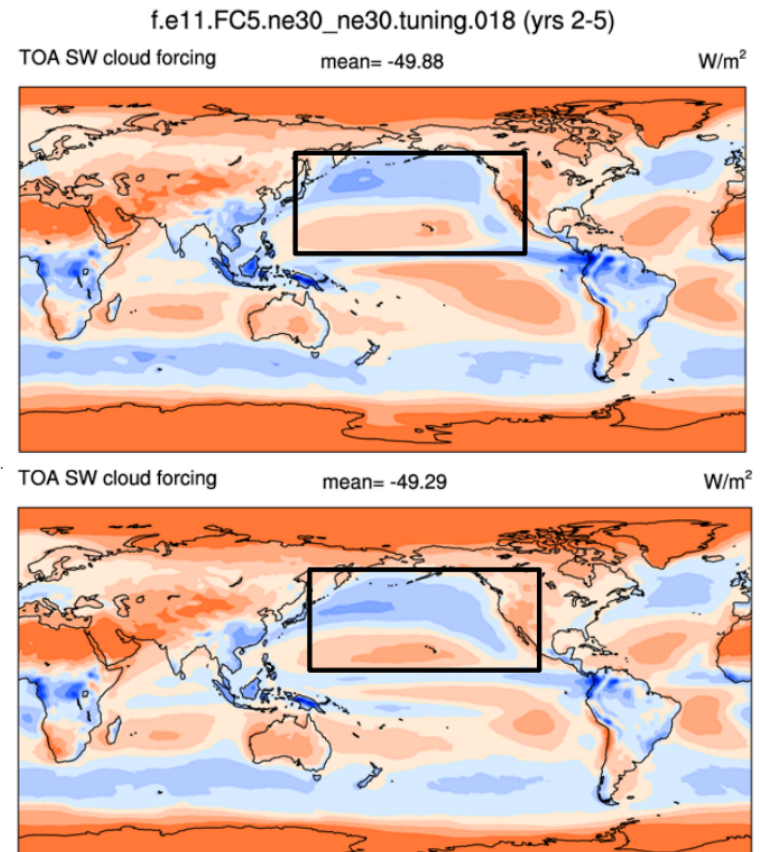 f.e11.FC5.ne30_ne30.tuning.018 (yrs 2-5)
TOA SW cloud forcing mean= -49.88 W/m²
TOA SW cloud forcing mean= -49.29 W/m²